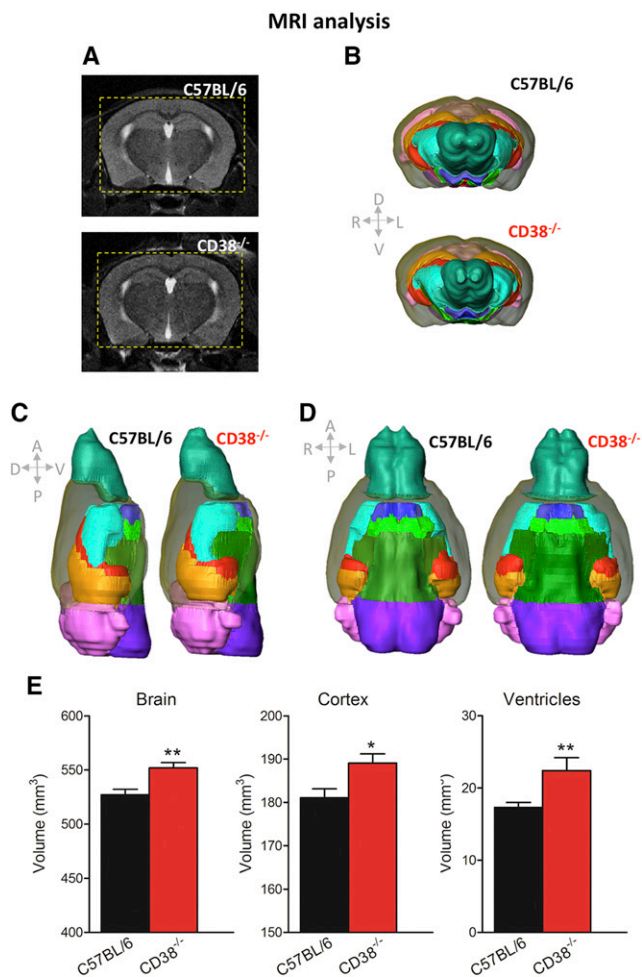 MRI analysis
A
B
C57BL/6
C57BL/6
D
R
L
V
CD38-/-
CD38-/-
C
D
C57BL/6
CD38-/-
A
D
V
P
A
R
L
P
C57BL/6
CD38-/-
E
Brain
Cortex
Ventricles
Volume (mm³)
600
550
500
450
400
**
C57BL/6
CD38-/-
Volume (mm³)
200
190
180
170
160
150
*
C57BL/6
CD38-/-
Volume (mm³)
30
20
10
0
**
C57BL/6
CD38-/-